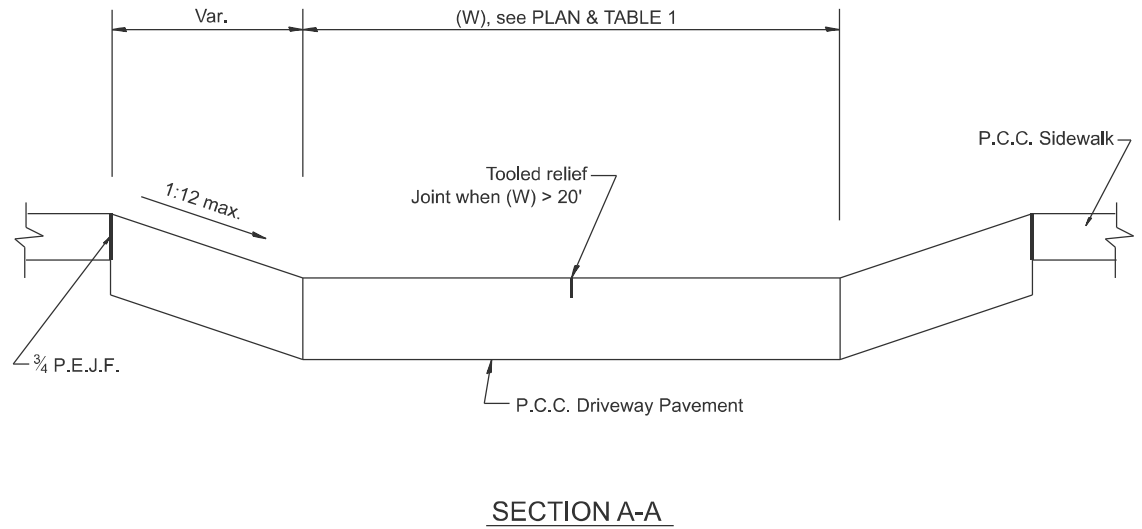 Var.
(W), see PLAN & TABLE 1
P.C.C. Sidewalk
Tooled relief
Joint when (W) > 20'
1:12 max.
¾ P.E.J.F.
P.C.C. Driveway Pavement
SECTION A-A